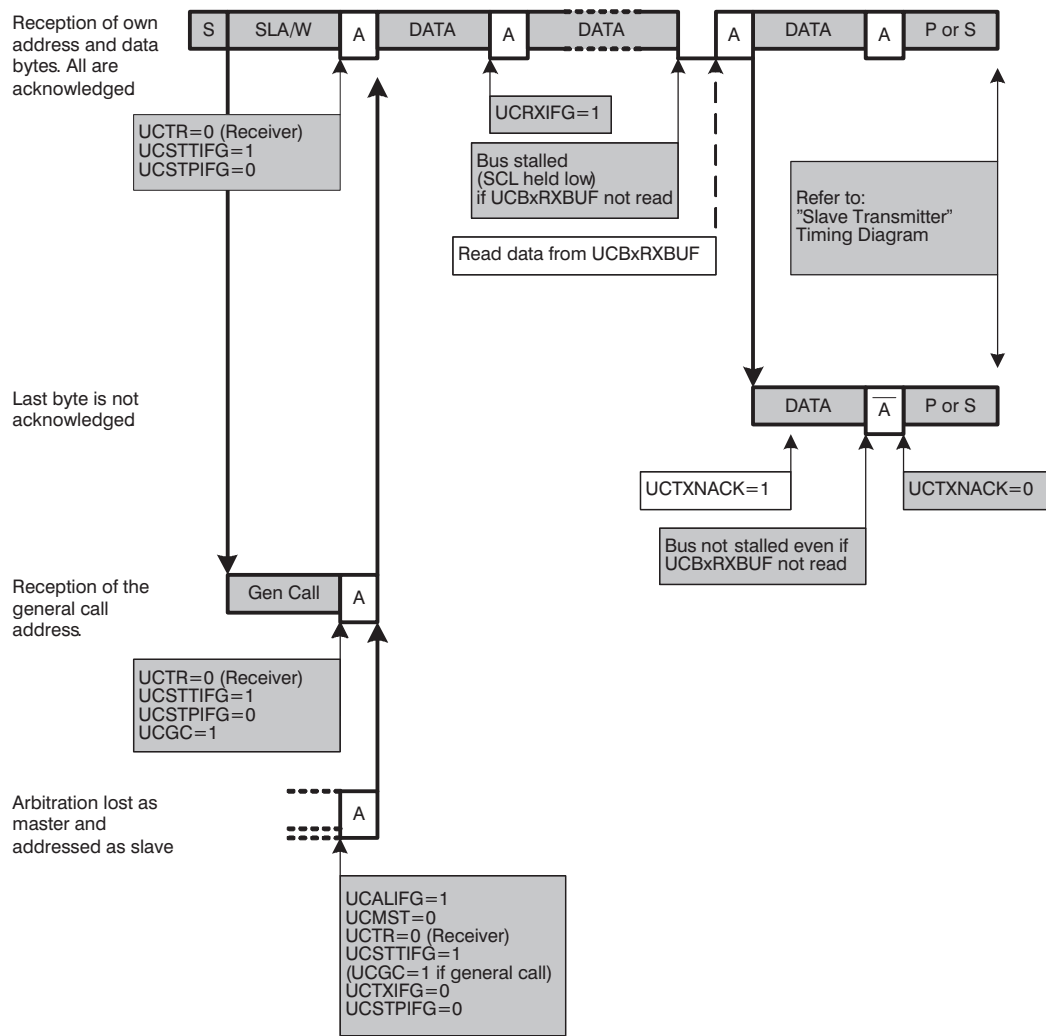 Reception of own
address and data
bytes. All are
acknowledged
S SLA/W A DATA A DATA A DATA A P or S
UCTR=0 (Receiver)
UCSTTIFG=1
UCSTPIFG=0
UCRXIFG=1
Bus stalled
(SCL held low)
if UCBxRXBUF not read
Read data from UCBxRXBUF
Refer to:
”Slave Transmitter”
Timing Diagram
Last byte is not
acknowledged
DATA A P or S
UCTXNACK=1
UCTXNACK=0
Bus not stalled even if
UCBxRXBUF not read
Reception of the
general call
address.
Gen Call A
UCTR=0 (Receiver)
UCSTTIFG=1
UCSTPIFG=0
UCGC=1
Arbitration lost as
master and
addressed as slave
A
UCALIFG=1
UCMST=0
UCTR=0 (Receiver)
UCSTTIFG=1
(UCGC=1 if general call)
UCTXIFG=0
UCSTPIFG=0